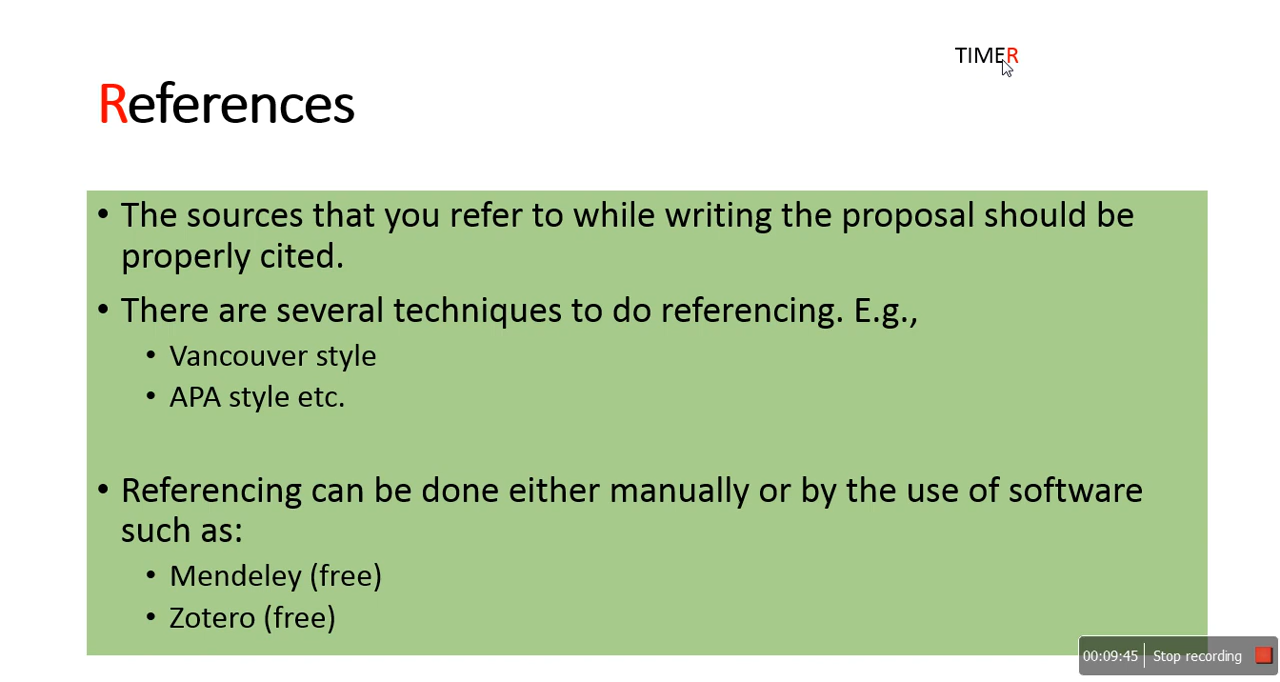 TIMER
References
• The sources that you refer to while writing the proposal should be
properly cited.
• There are several techniques to do referencing. E.g.,
• Vancouver style
• APA style etc.
• Referencing can be done either manually or by the use of software
such as:
• Mendeley (free)
• Zotero (free)
00:09:45 Stop recording